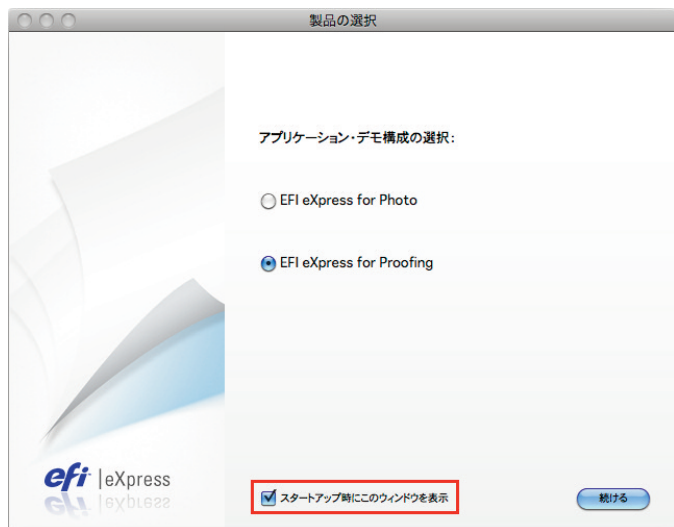 製品の選択
アプリケーション・デモ構成の選択:
EFI eXpress for Photo
EFI eXpress for Proofing
efi eXpress
スタートアップ時にこのウィンドウを表示
続ける